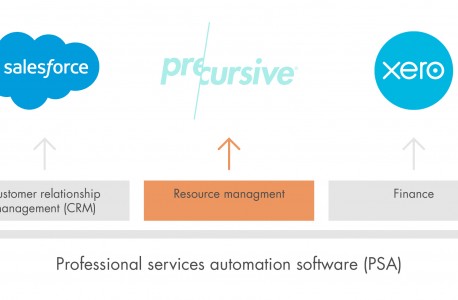 salesforce
precursive
xero
ustomer relationship
anagement (CRM)
Resource managment
Finance
Professional services automation software (PSA)